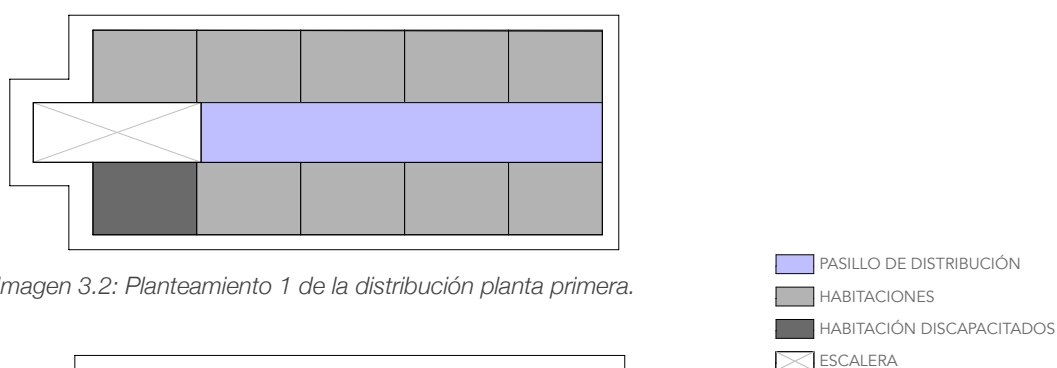 Imagen 3.2: Planteamiento 1 de la distribución planta primera.
PASILLO DE DISTRIBUCIÓN
HABITACIONES
HABITACIÓN DISCAPACITADOS
ESCALERA